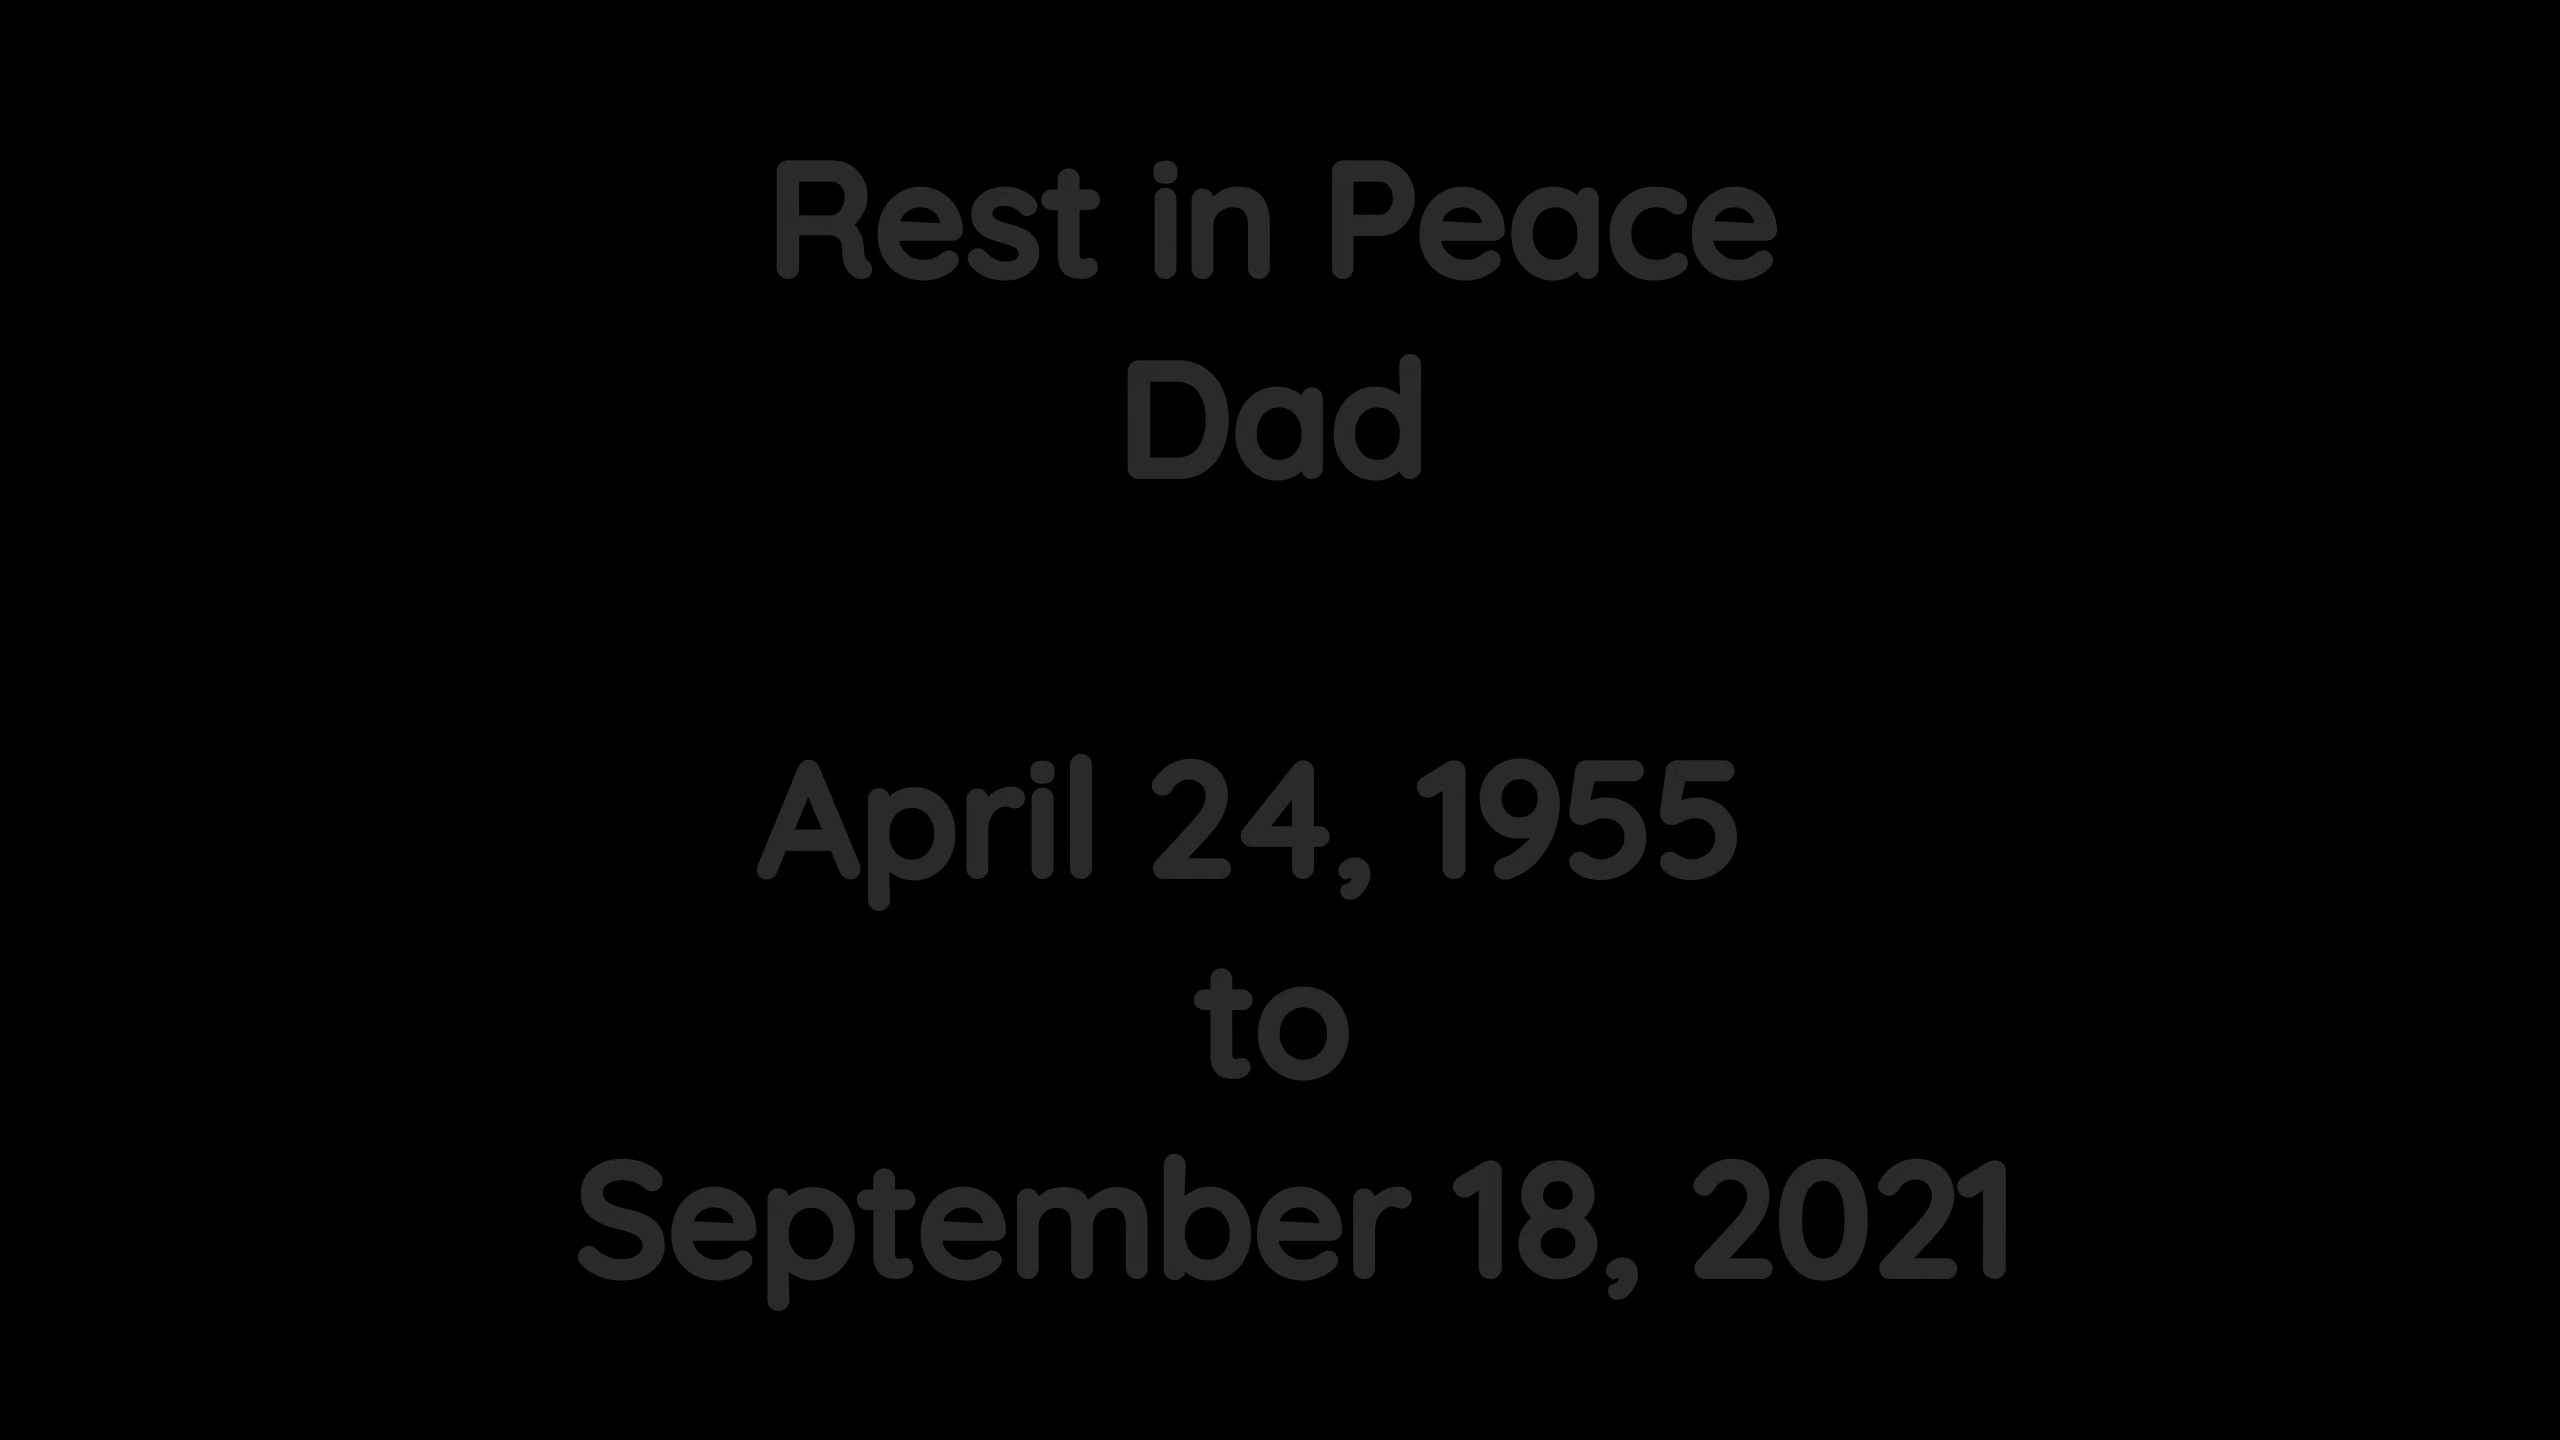 Rest in Peace
Dad
April 24, 1955
to
September 18, 2021